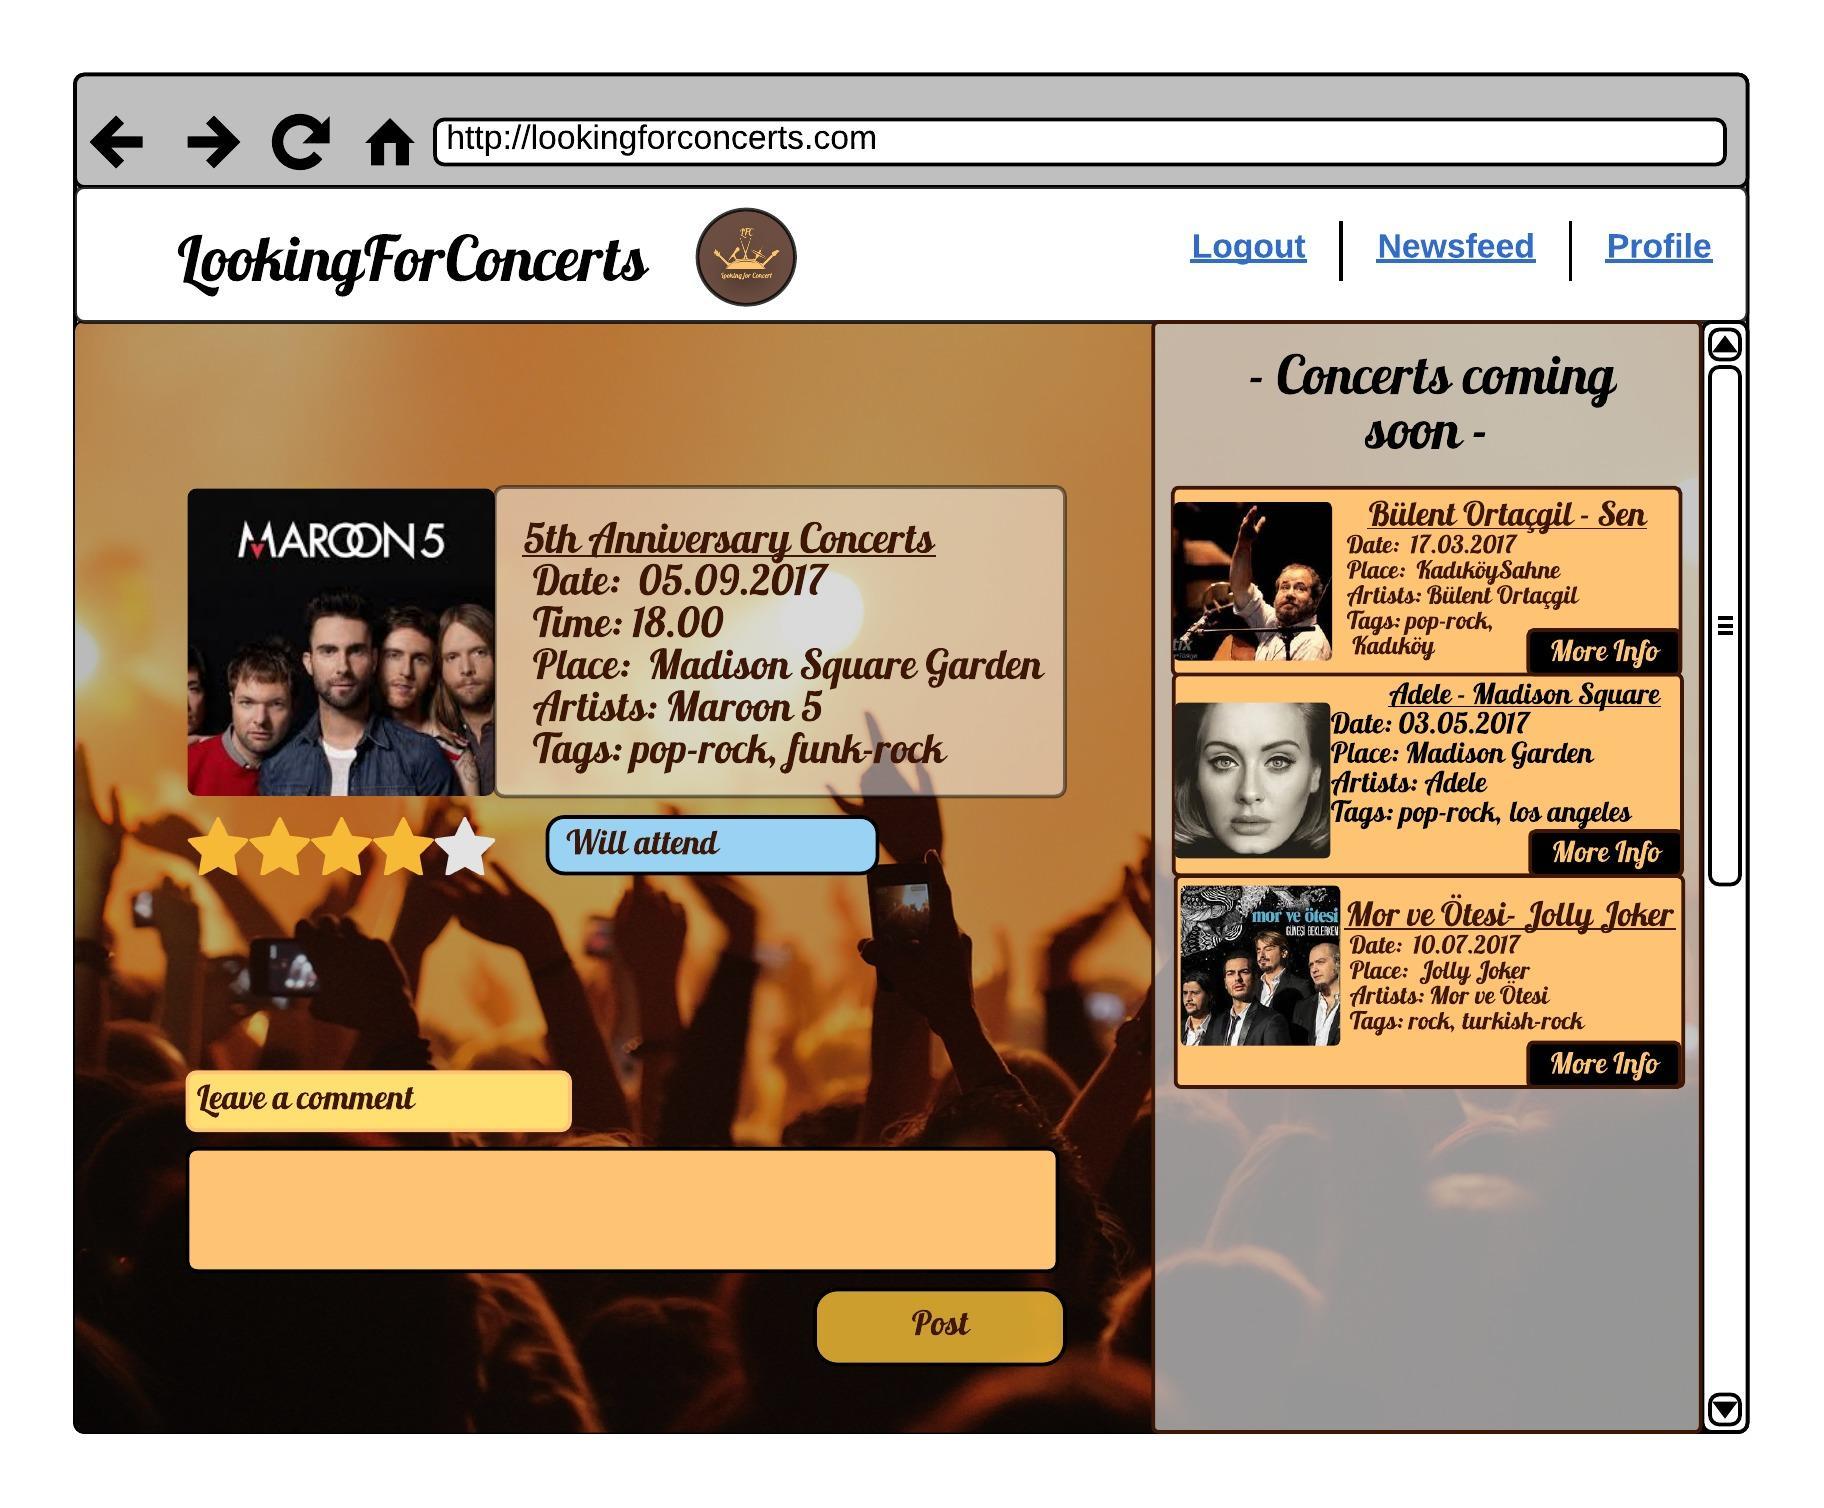 http://lookingforconcerts.com
LookingForConcerts
LFC
Looking for Concert
Logout
Newsfeed
Profile
- Concerts coming
soon -
MAROON 5
5th Anniversary Concerts
Date: 05.09.2017
Time: 18.00
Place: Madison Square Garden
Artists: Maroon 5
Tags: pop-rock, funk-rock
Will attend
Leave a comment
Post
Bülent Ortaçgil - Sen
Date: 17.03.2017
Place: KadıköySahne
Artists: Bülent Ortaçgil
Tags: pop-rock,
Kadıköy
More Info
Adele - Madison Square
Date: 03.05.2017
Place: Madison Garden
Artists: Adele
Tags: pop-rock, los angeles
More Info
mor ve ötesi
GÜNEŞİ BEKLERKEN
Mor ve Ötesi- Jolly Joker
Date: 10.07.2017
Place: Jolly Joker
Artists: Mor ve Ötesi
Tags: rock, turkish-rock
More Info